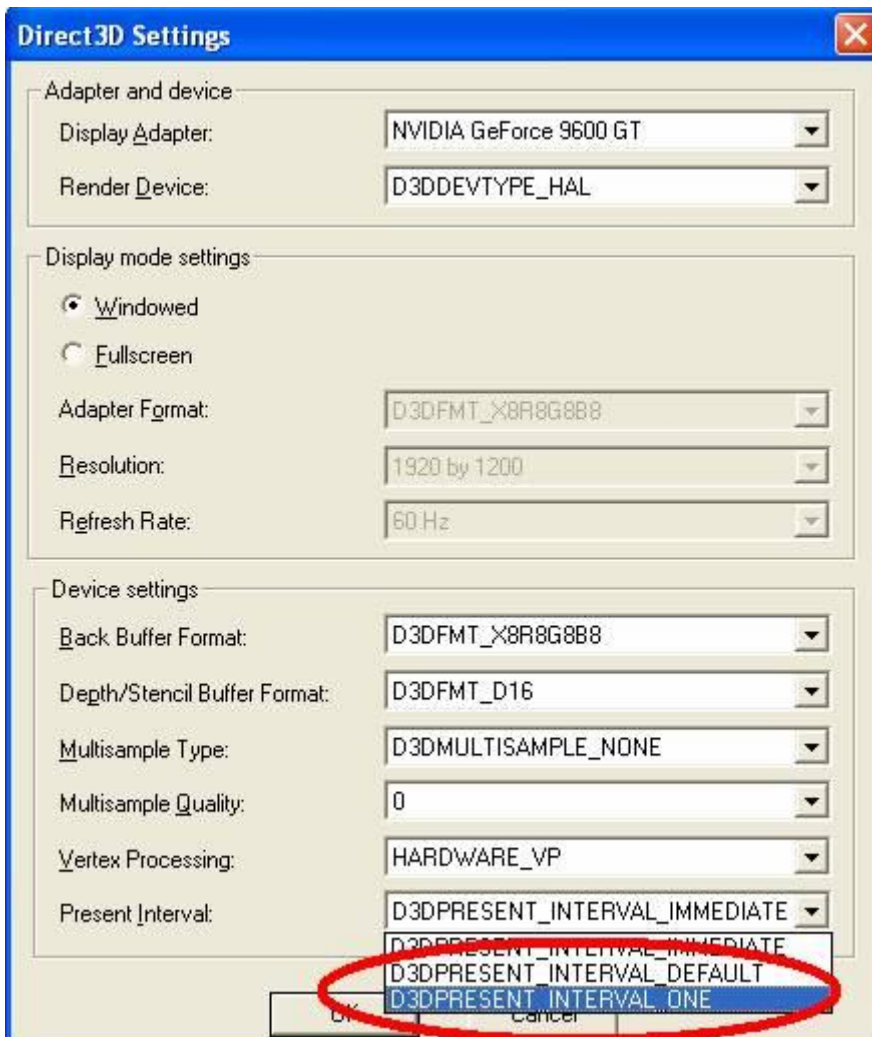 Direct3D Settings
Adapter and device
Display Adapter: NVIDIA GeForce 9600 GT
Render Device: D3DDEVTYPE_HAL
Display mode settings
Windowed
Fullscreen
Adapter Format: D3DFMT_X8R8G8B8
Resolution: 1920 by 1200
Refresh Rate: 60 Hz
Device settings
Back Buffer Format: D3DFMT_X8R8G8B8
Depth/Stencil Buffer Format: D3DFMT_D16
Multisample Type: D3DMULTISAMPLE_NONE
Multisample Quality: 0
Vertex Processing: HARDWARE_VP
Present Interval: D3DPRESENT_INTERVAL_IMMEDIATE
D3DPRESENT_INTERVAL_IMMEDIATE
D3DPRESENT_INTERVAL_DEFAULT
D3DPRESENT_INTERVAL_ONE
OK Cancel